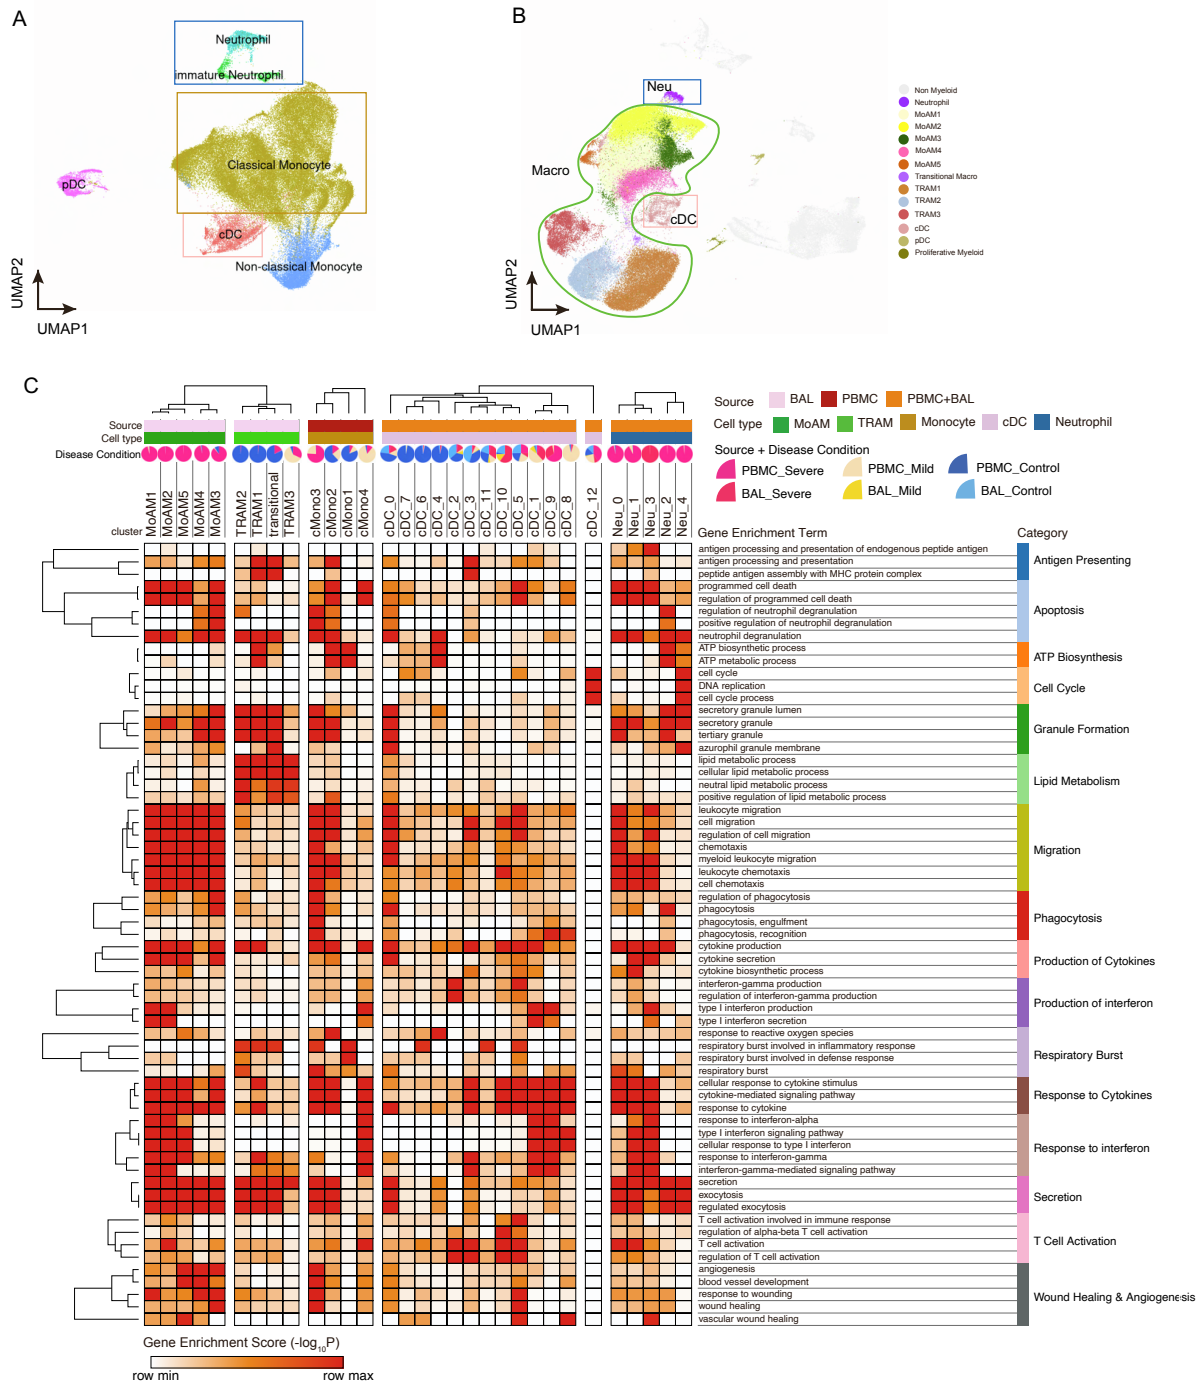 A
Neutrophil
immature Neutrophil
Classical Monocyte
pDC
cDC
Non-classical Monocyte
UMAP2
UMAP1
B
Neu
Macro
cDC
UMAP2
UMAP1
Non Myeloid
Neutrophil
MoAM1
MoAM2
MoAM3
MoAM4
MoAM5
Transitional Macro
TRAM1
TRAM2
TRAM3
cDC
pDC
Proliferative Myeloid
C
Source
Cell type
Disease Condition
cluster
Source BAL PBMC PBMC+BAL
Cell type MoAM TRAM Monocyte cDC Neutrophil
Source + Disease Condition
PBMC_Severe PBMC_Mild PBMC_Control
BAL_Severe BAL_Mild BAL_Control
MoAM1 MoAM2 MoAM5 MoAM4 MoAM3 TRAM2 TRAM1 transitional TRAM3 cMono3 cMono2 cMono1 cMono4 cDC_0 cDC_7 cDC_6 cDC_4 cDC_2 cDC_3 cDC_11 cDC_10 cDC_5 cDC_1 cDC_9 cDC_8 cDC_12 Neu_0 Neu_1 Neu_3 Neu_2 Neu_4
Gene Enrichment Term Category
antigen processing and presentation of endogenous peptide antigen
antigen processing and presentation
peptide antigen assembly with MHC protein complex
Antigen Presenting
programmed cell death
regulation of programmed cell death
regulation of neutrophil degranulation
positive regulation of neutrophil degranulation
neutrophil degranulation
Apoptosis
ATP biosynthetic process
ATP metabolic process
ATP Biosynthesis
cell cycle
DNA replication
cell cycle process
Cell Cycle
secretory granule lumen
secretory granule
tertiary granule
azurophil granule membrane
Granule Formation
lipid metabolic process
cellular lipid metabolic process
neutral lipid metabolic process
positive regulation of lipid metabolic process
Lipid Metabolism
leukocyte migration
cell migration
regulation of cell migration
chemotaxis
myeloid leukocyte migration
leukocyte chemotaxis
cell chemotaxis
Migration
regulation of phagocytosis
phagocytosis
phagocytosis, engulfment
phagocytosis, recognition
Phagocytosis
cytokine production
cytokine secretion
cytokine biosynthetic process
Production of Cytokines
interferon-gamma production
regulation of interferon-gamma production
type I interferon production
type I interferon secretion
Production of interferon
response to reactive oxygen species
respiratory burst involved in inflammatory response
respiratory burst involved in defense response
respiratory burst
Respiratory Burst
cellular response to cytokine stimulus
cytokine-mediated signaling pathway
response to cytokine
Response to Cytokines
response to interferon-alpha
type I interferon signaling pathway
cellular response to type I interferon
response to interferon-gamma
interferon-gamma-mediated signaling pathway
Response to interferon
secretion
exocytosis
regulated exocytosis
Secretion
T cell activation involved in immune response
regulation of alpha-beta T cell activation
T cell activation
regulation of T cell activation
T Cell Activation
angiogenesis
blood vessel development
response to wounding
wound healing
vascular wound healing
Wound Healing & Angiogenesis
Gene Enrichment Score (-log10P)
row min row max